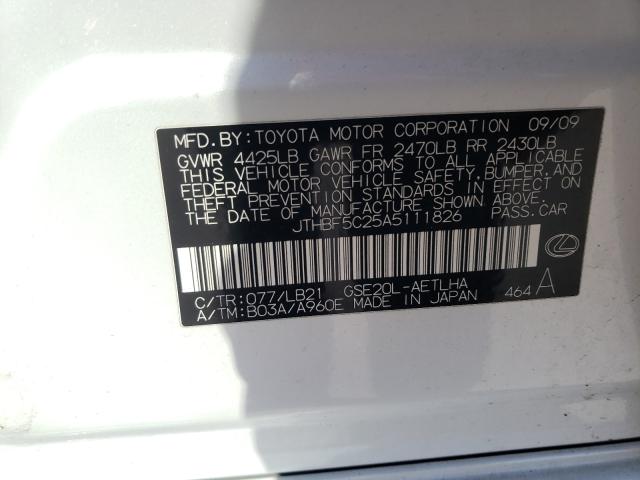 MFD.BY:TOYOTA MOTOR CORPORATION 09/09
GVWR 4425LB GAWR FR 2470LB RR 2430LB
THIS VEHICLE CONFORMS TO ALL APPLICABLE
FEDERAL MOTOR VEHICLE SAFETY,BUMPER,AND
THEFT PREVENTION STANDARDS IN EFFECT ON
THE DATE OF MANUFACTURE SHOWN ABOVE.
JTHBF5C25A5111826 PASS.CAR
C/TR:077/LB21 GSE20L-AETLHA
A/TM:B03A/A960E MADE IN JAPAN 464 A